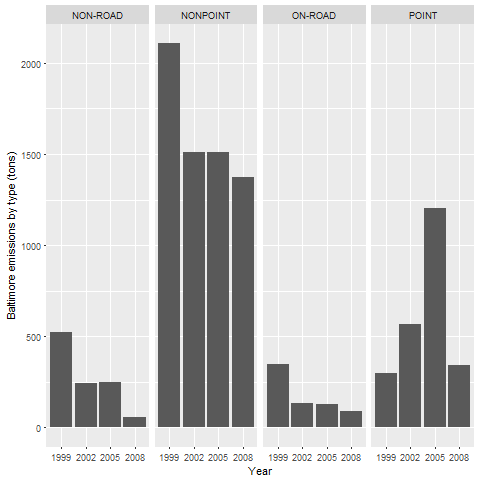 NON-ROAD NONPOINT ON-ROAD POINT
Baltimore emissions by type (tons)
2000
1500
1000
500
0
1999 2002 2005 2008 1999 2002 2005 2008 1999 2002 2005 2008 1999 2002 2005 2008
Year